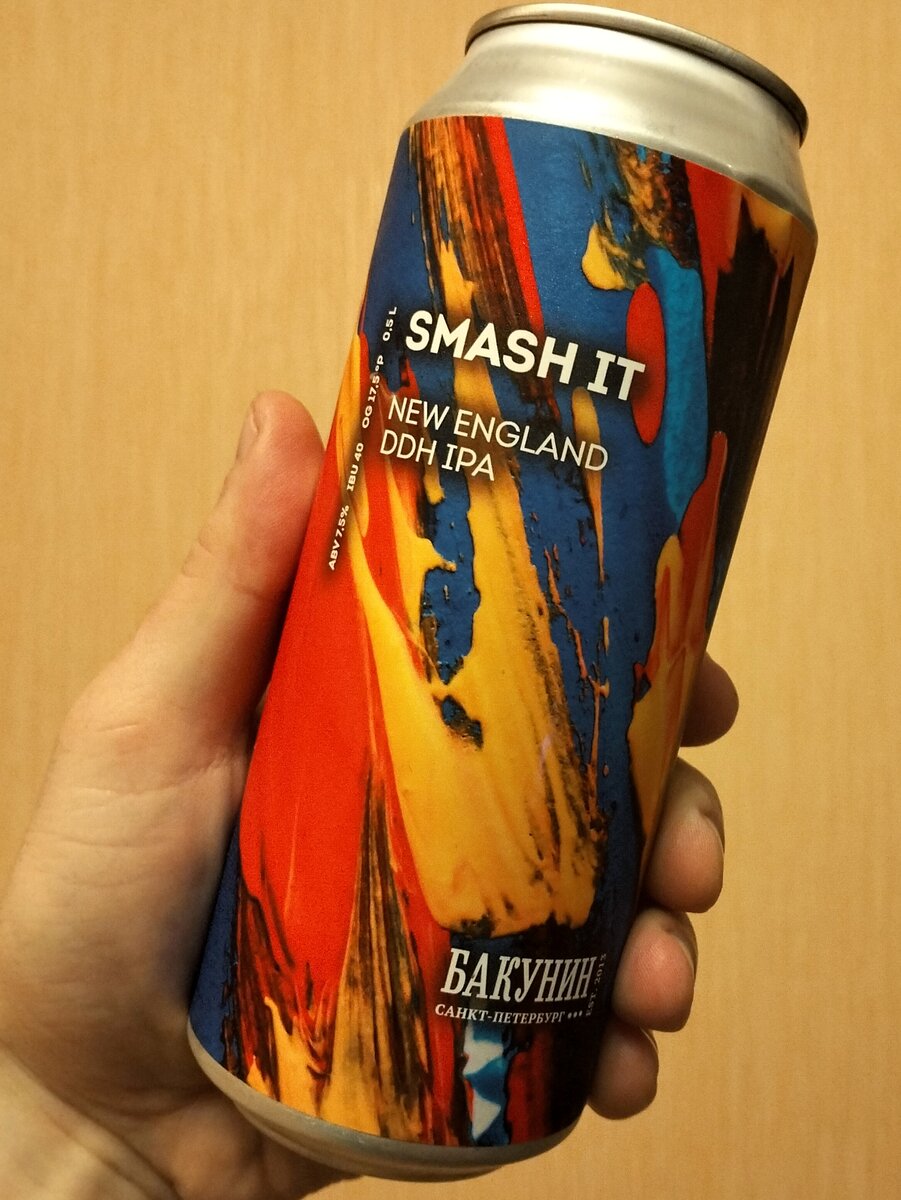 SMASH IT
NEW ENGLAND
DDH IPA
ABV 7.5% IBU 40 OG 17.5°P 0.5 L
БАКУНИН
САНКТ-ПЕТЕРБУРГ
EST. 2013